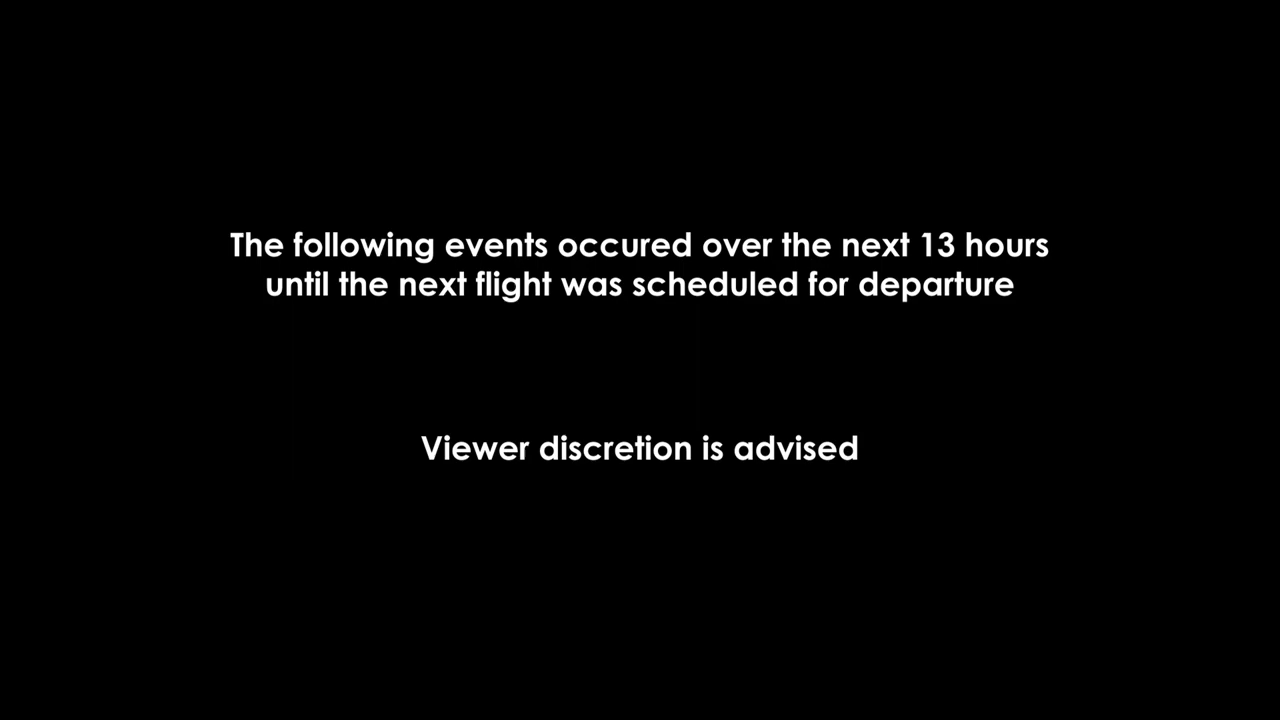 The following events occured over the next 13 hours
until the next flight was scheduled for departure
Viewer discretion is advised